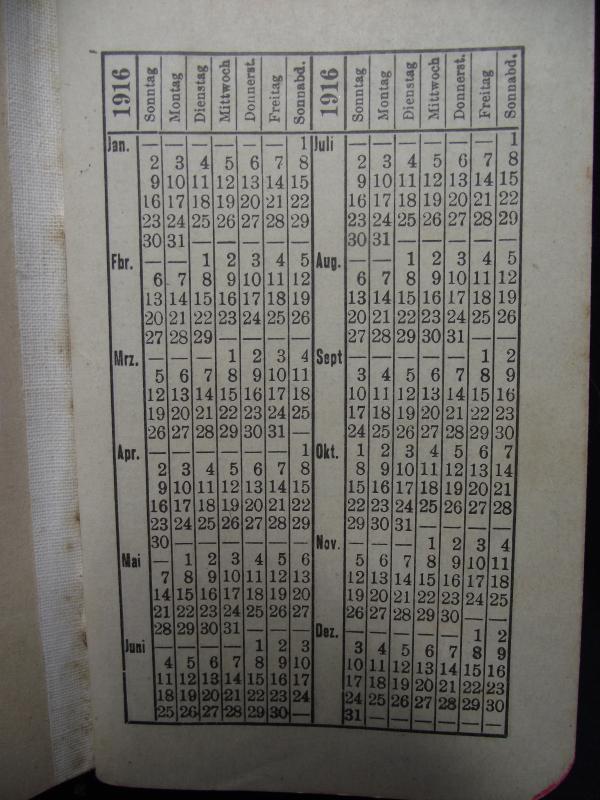 1916 Sonntag Montag Dienstag Mittwoch Donnerst. Freitag Sonnabd. 1916 Sonntag Montag Dienstag Mittwoch Donnerst. Freitag Sonnabd.
Jan. — — — — — — 1 Juli — — — — — — 1
2 3 4 5 6 7 8 2 3 4 5 6 7 8
9 10 11 12 13 14 15 9 10 11 12 13 14 15
16 17 18 19 20 21 22 16 17 18 19 20 21 22
23 24 25 26 27 28 29 23 24 25 26 27 28 29
30 31 — — — — — 30 31 — — — — —
Fbr. — — 1 2 3 4 5 Aug. — — 1 2 3 4 5
6 7 8 9 10 11 12 6 7 8 9 10 11 12
13 14 15 16 17 18 19 13 14 15 16 17 18 19
20 21 22 23 24 25 26 20 21 22 23 24 25 26
27 28 29 — — — — 27 28 29 30 31 — —
Mrz. — — — 1 2 3 4 Sept — — — — — 1 2
5 6 7 8 9 10 11 3 4 5 6 7 8 9
12 13 14 15 16 17 18 10 11 12 13 14 15 16
19 20 21 22 23 24 25 17 18 19 20 21 22 23
26 27 28 29 30 31 — 24 25 26 27 28 29 30
Apr. — — — — — — 1 Okt. 1 2 3 4 5 6 7
2 3 4 5 6 7 8 8 9 10 11 12 13 14
9 10 11 12 13 14 15 15 16 17 18 19 20 21
16 17 18 19 20 21 22 22 23 24 25 26 27 28
23 24 25 26 27 28 29 29 30 31 — — — —
30 — — — — — — Nov. — — — 1 2 3 4
Mai — 1 2 3 4 5 6 5 6 7 8 9 10 11
7 8 9 10 11 12 13 12 13 14 15 16 17 18
14 15 16 17 18 19 20 19 20 21 22 23 24 25
21 22 23 24 25 26 27 26 27 28 29 30 — —
28 29 30 31 — — — Dez. — — — — — 1 2
Juni — — — — 1 2 3 3 4 5 6 7 8 9
4 5 6 7 8 9 10 10 11 12 13 14 15 16
11 12 13 14 15 16 17 17 18 19 20 21 22 23
18 19 20 21 22 23 24 24 25 26 27 28 29 30
25 26 27 28 29 30 — 31 — — — — — —